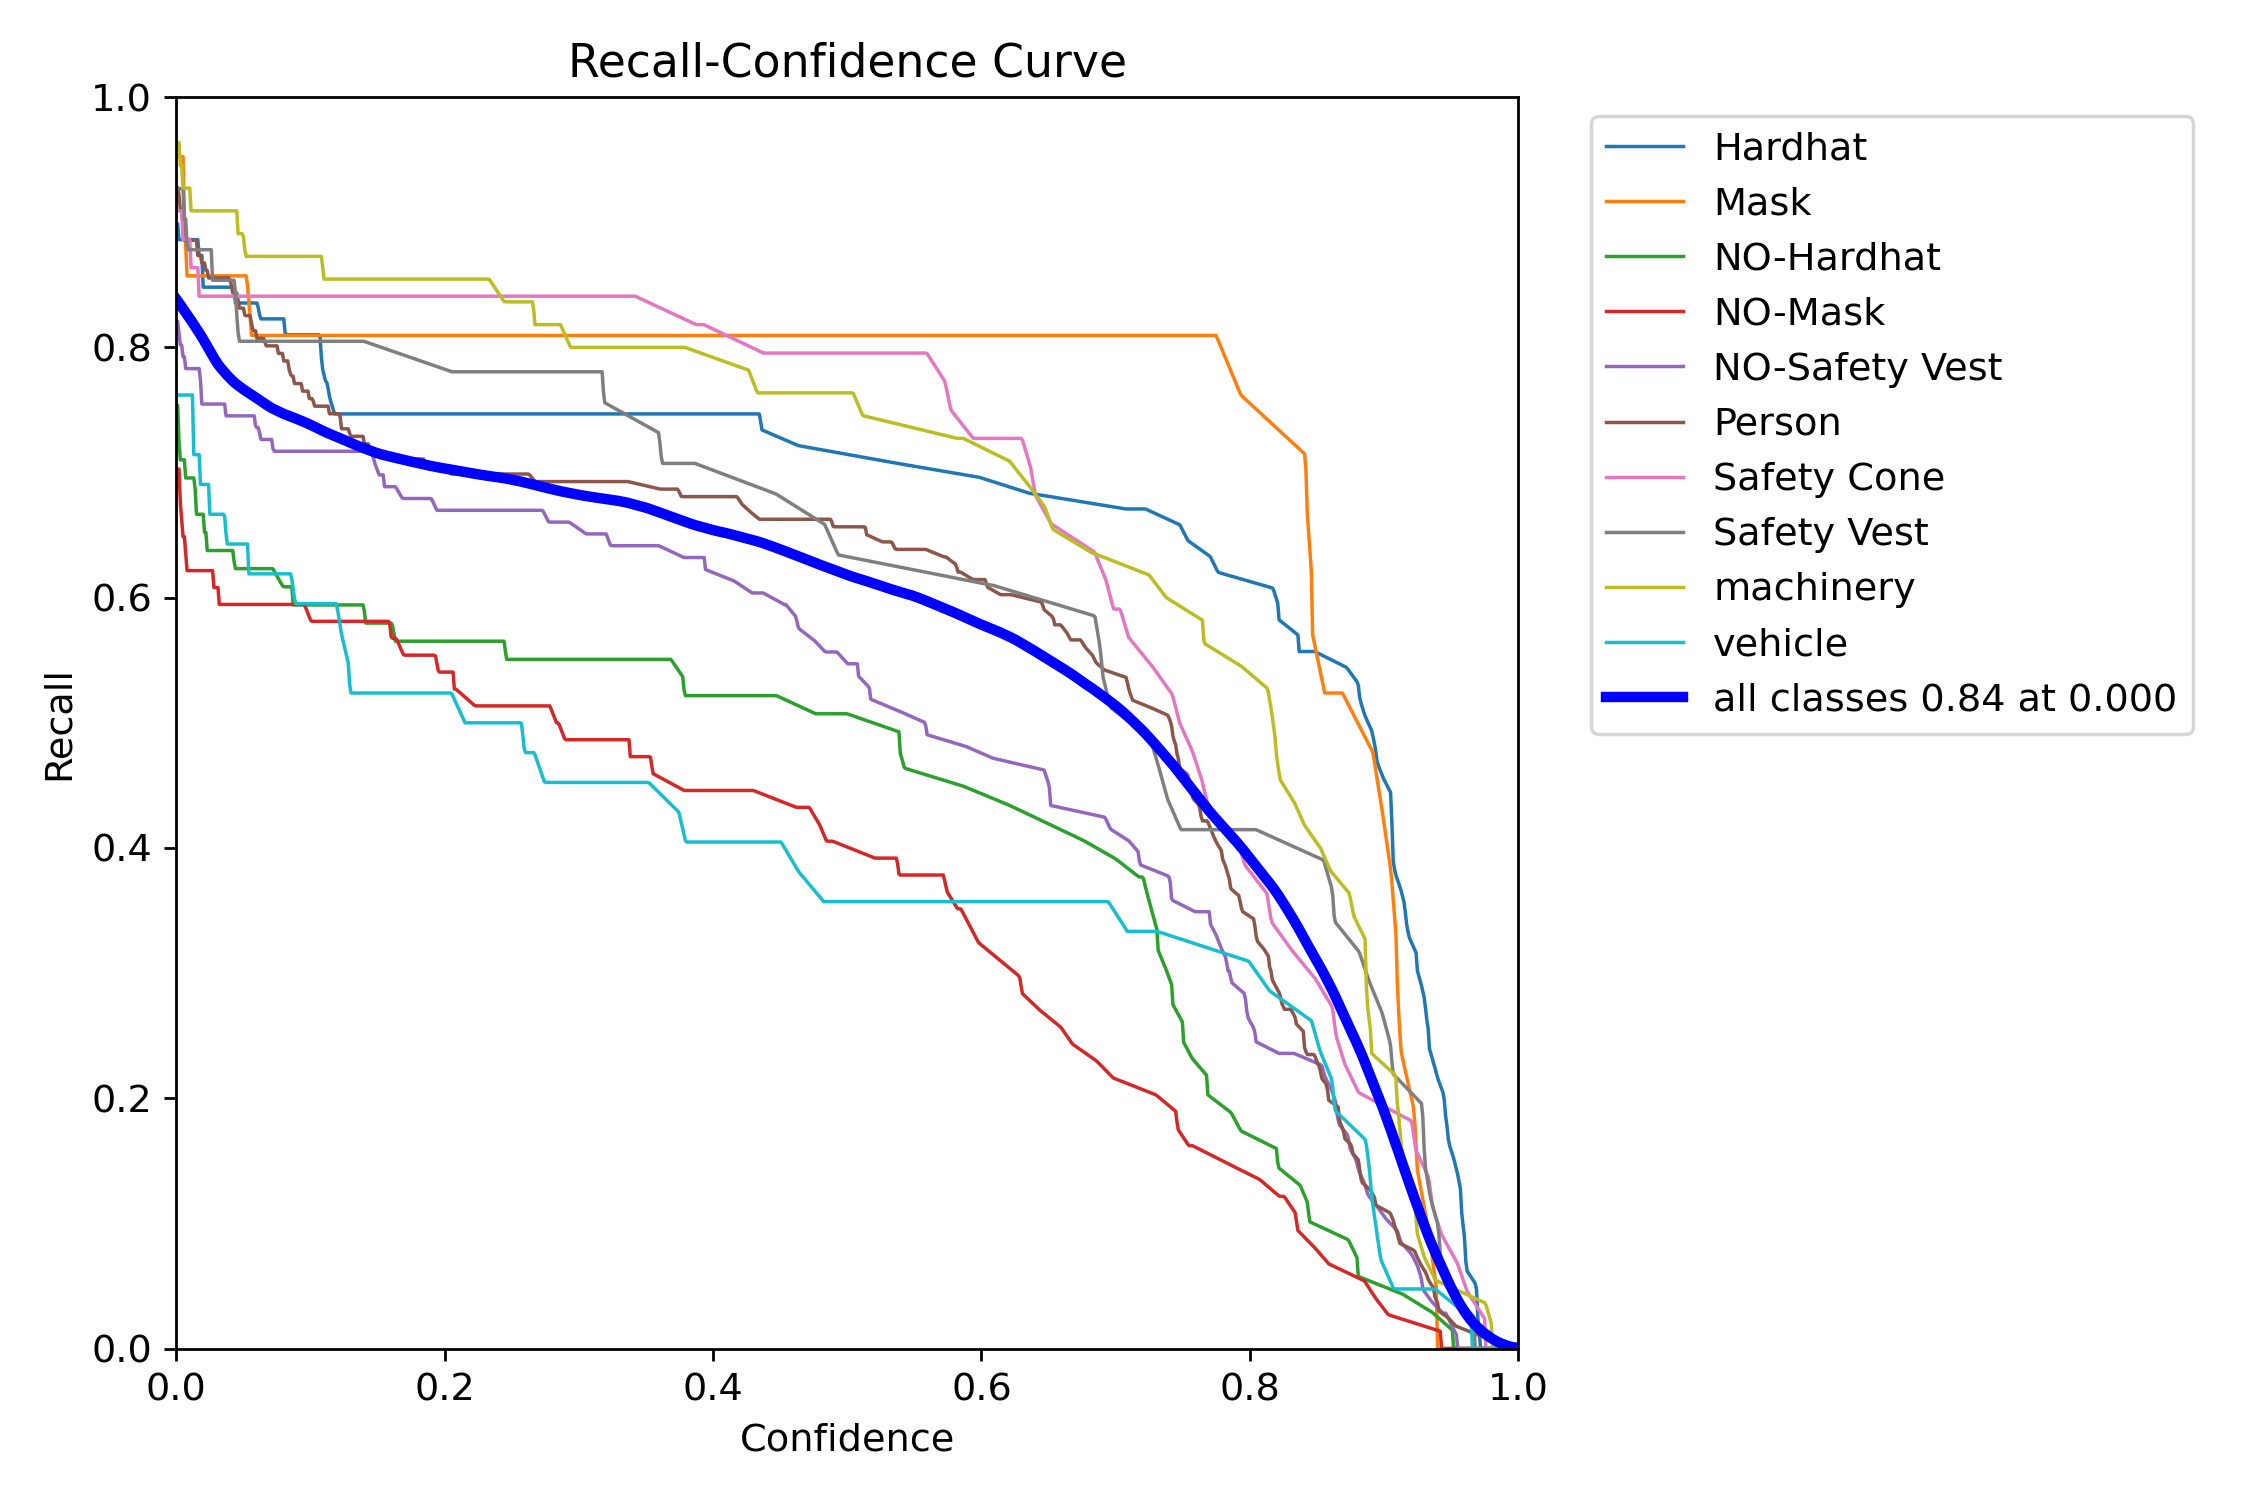 Recall-Confidence Curve
1.0
0.8
0.6
0.4
0.2
0.0
Recall
0.0 0.2 0.4 0.6 0.8 1.0
Confidence
Hardhat
Mask
NO-Hardhat
NO-Mask
NO-Safety Vest
Person
Safety Cone
Safety Vest
machinery
vehicle
all classes 0.84 at 0.000